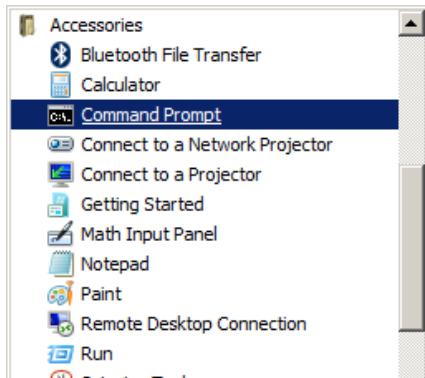 Accessories
Bluetooth File Transfer
Calculator
C:\. Command Prompt
Connect to a Network Projector
Connect to a Projector
Getting Started
Math Input Panel
Notepad
Paint
Remote Desktop Connection
Run